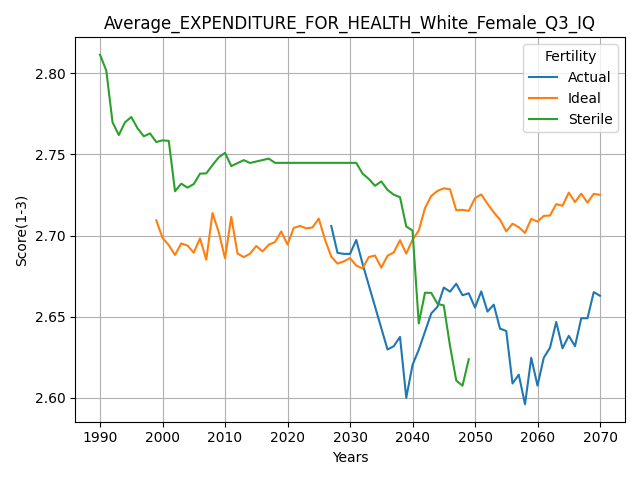 Average_EXPENDITURE_FOR_HEALTH_White_Female_Q3_IQ
Fertility
Actual
Ideal
Sterile
Score(1-3)
2.80
2.75
2.70
2.65
2.60
1990 2000 2010 2020 2030 2040 2050 2060 2070
Years